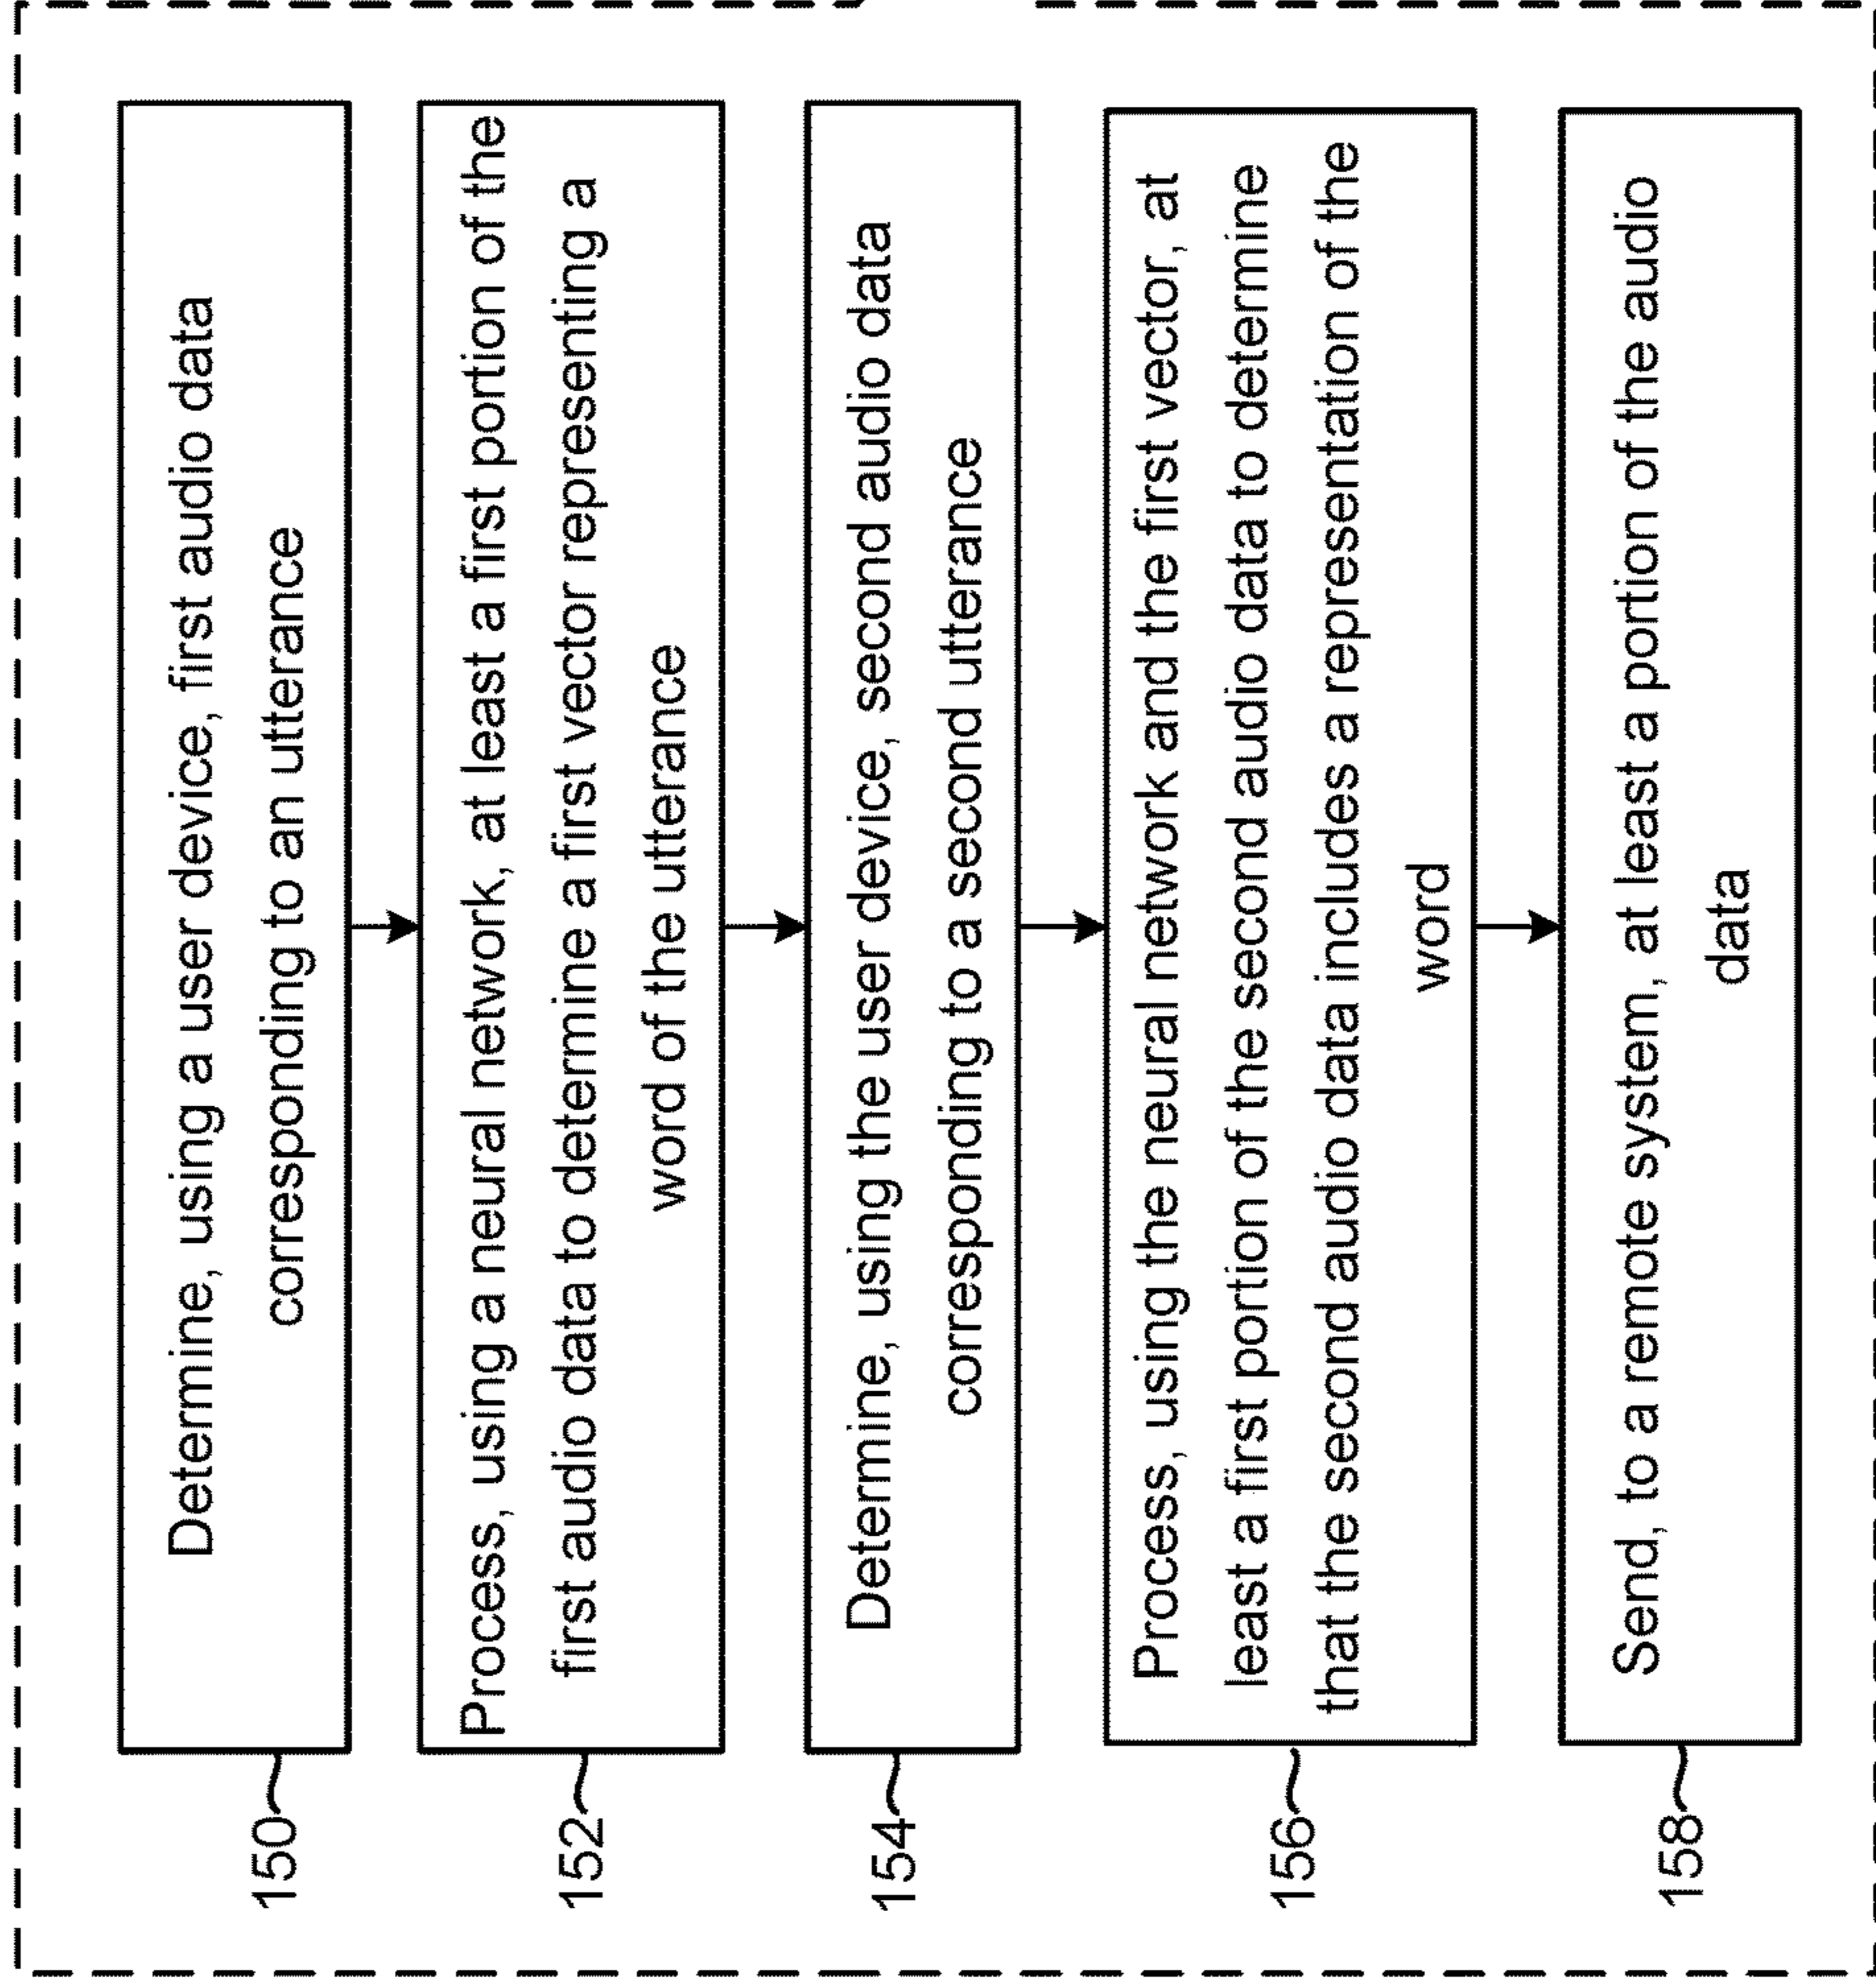 150
Determine, using a user device, first audio data
corresponding to an utterance
152
Process, using a neural network, at least a first portion of the
first audio data to determine a first vector representing a
word of the utterance
154
Determine, using the user device, second audio data
corresponding to a second utterance
156
Process, using the neural network and the first vector, at
least a first portion of the second audio data to determine
that the second audio data includes a representation of the
word
158
Send, to a remote system, at least a portion of the audio
data